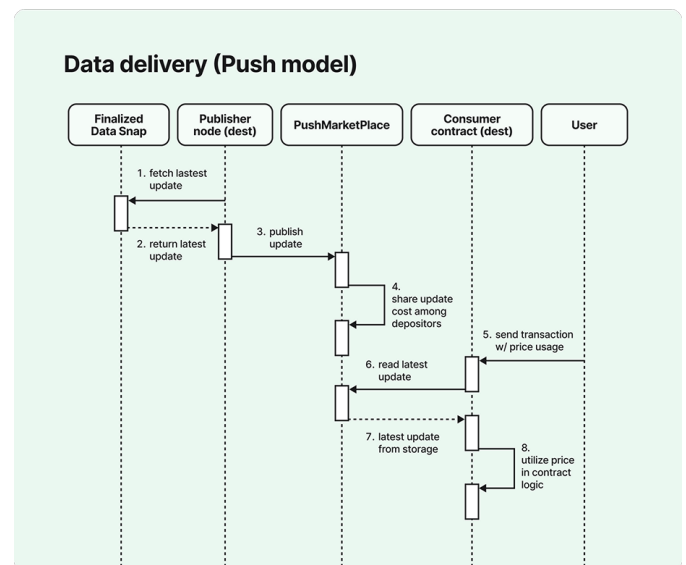 Data delivery (Push model)
Finalized
Data Snap
Publisher
node (dest)
PushMarketPlace
Consumer
contract (dest)
User
1. fetch lastest
update
2. return latest
update
3. publish
update
4.
share update
cost among
depositors
5. send transaction
w/ price usage
6. read latest
update
7. latest update
from storage
8.
utilize price
in contract
logic